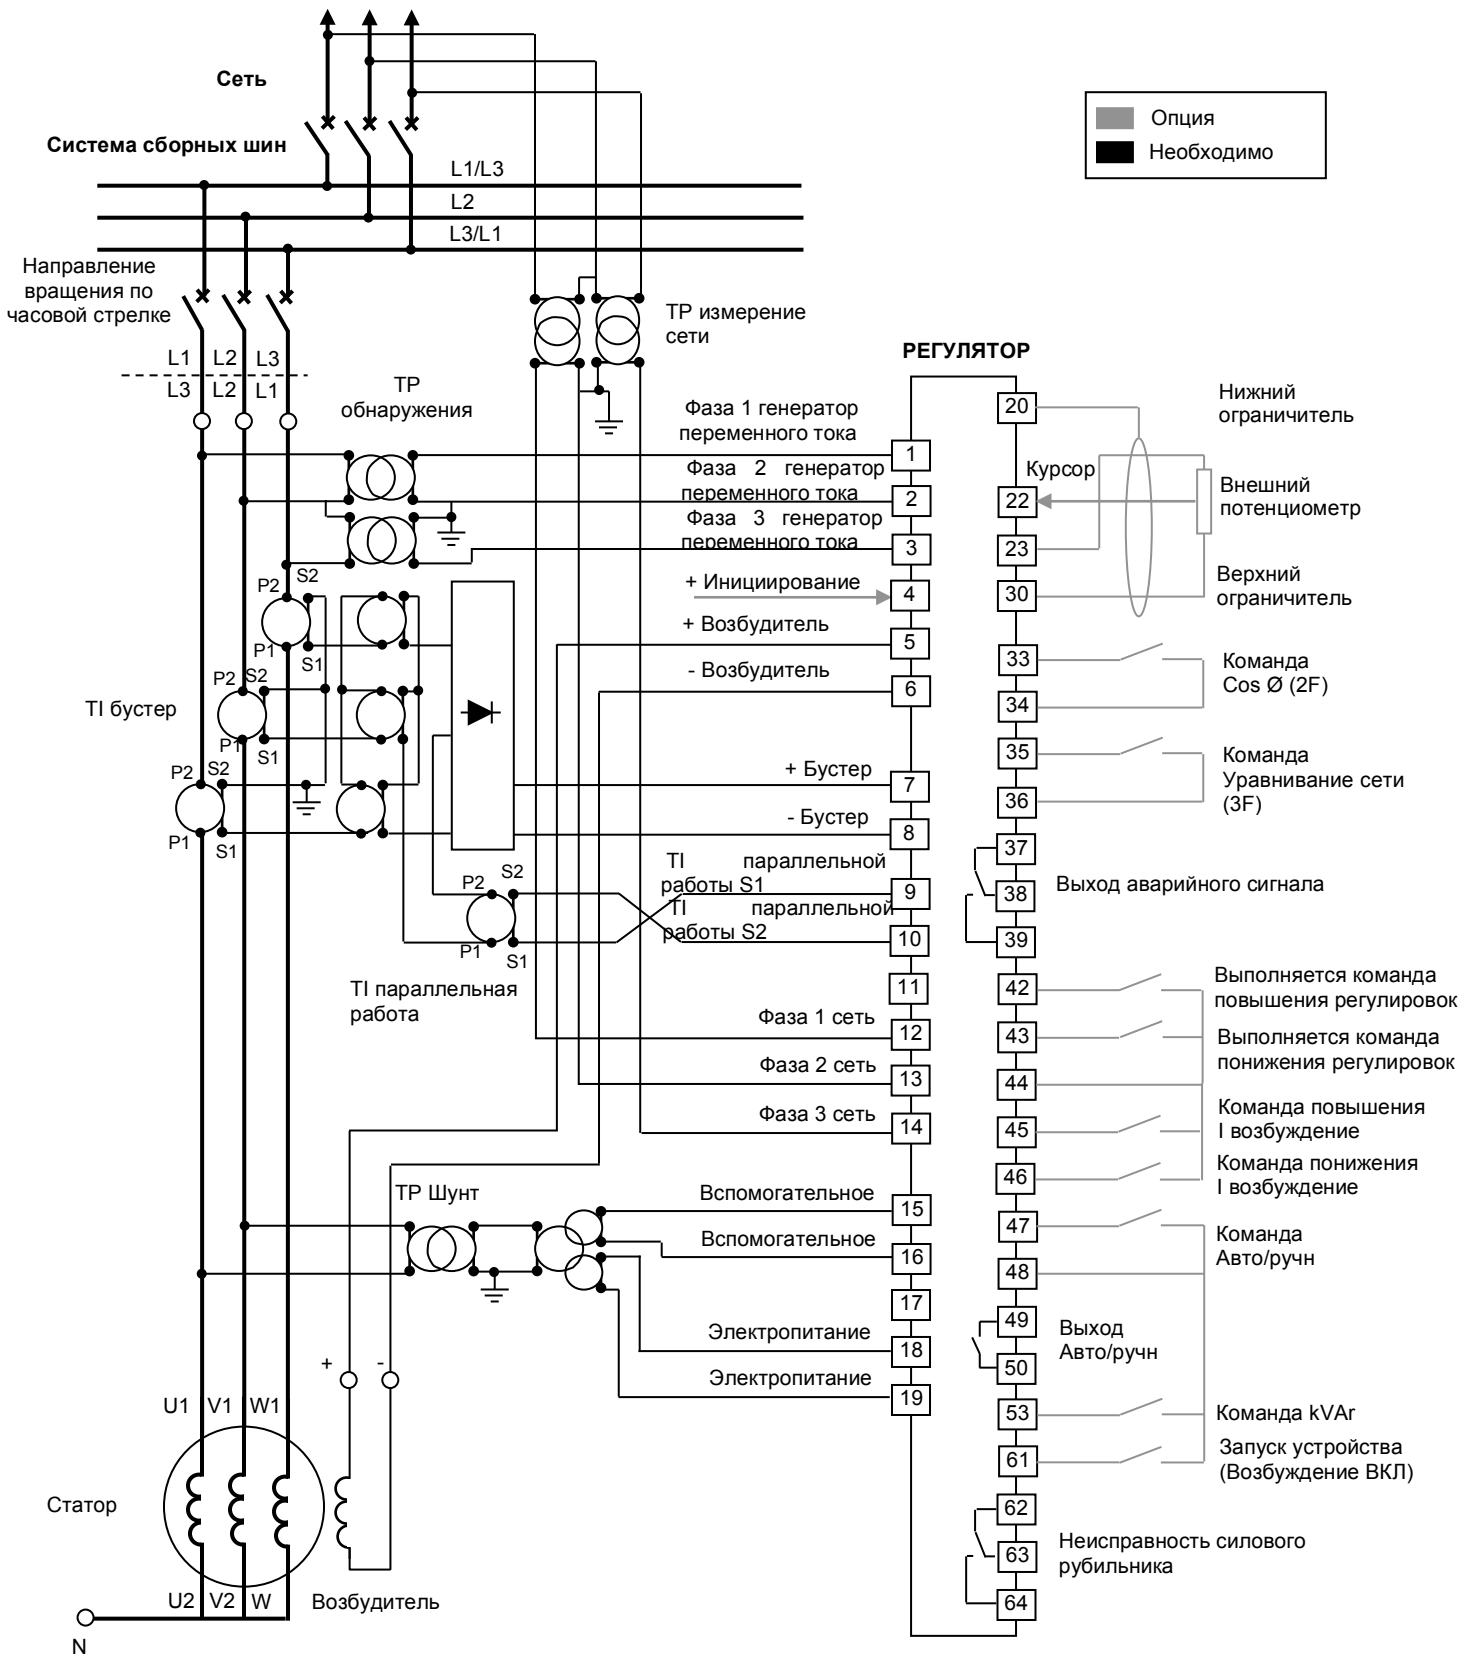 Сеть
Система сборных шин
L1/L3
L2
L3/L1
Опция
Необходимо
Направление
вращения по
часовой стрелке
L1 L2 L3
L3 L2 L1
ТР измерение
сети
ТР
обнаружения
РЕГУЛЯТОР
Фаза 1 генератор
переменного тока
1
Фаза 2 генератор
переменного тока
2
Фаза 3 генератор
переменного тока
3
+ Инициирование
4
+ Возбудитель
5
- Возбудитель
6
+ Бустер
7
- Бустер
8
TI параллельной
работы S1
9
TI параллельной
работы S2
10
11
Фаза 1 сеть
12
Фаза 2 сеть
13
Фаза 3 сеть
14
Вспомогательное
15
Вспомогательное
16
17
Электропитание
18
Электропитание
19
20
Нижний
ограничитель
Курсор
22
Внешний
потенциометр
23
30
Верхний
ограничитель
33
34
Команда
Cos Ø (2F)
35
36
Команда
Уравнивание сети
(3F)
37
38
39
Выход аварийного сигнала
42
Выполняется команда
повышения регулировок
43
Выполняется команда
понижения регулировок
44
45
Команда повышения
I возбуждение
46
Команда понижения
I возбуждение
47
48
Команда
Авто/ручн
49
50
Выход
Авто/ручн
53
Команда kVAr
61
Запуск устройства
(Возбуждение ВКЛ)
62
63
64
Неисправность силового
рубильника
TI бустер
P2 S2
P1 S1
P2 S2
P1 S1
P2 S2
P1 S1
P2 S2
P1 S1
TI параллельная
работа
ТР Шунт
+ -
U1 V1 W1
Статор
U2 V2 W
Возбудитель
N